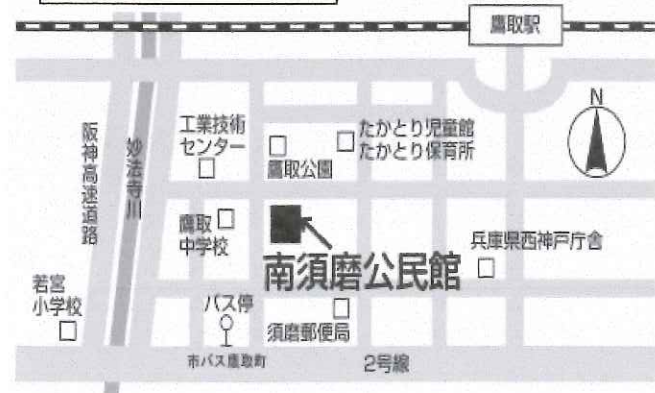 鷹取駅
N
阪神高速道路
妙法寺川
工業技術
センター
鷹取公園
たかとり児童館
たかとり保育所
鷹取
中学校
南須磨公民館
兵庫県西神戸庁舎
若宮
小学校
バス停
市バス鷹取町
須磨郵便局
2号線